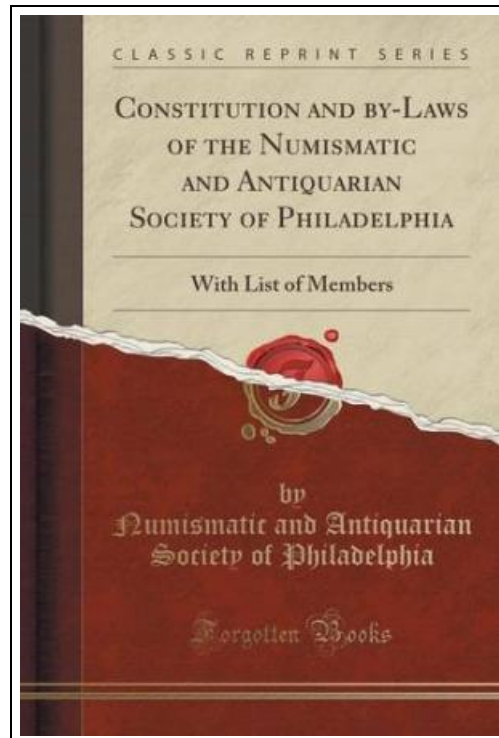 CLASSIC REPRINT SERIES
CONSTITUTION AND BY-LAWS
OF THE NUMISMATIC
AND ANTIQUARIAN
SOCIETY OF PHILADELPHIA
With List of Members
by
Numismatic and Antiquarian
Society of Philadelphia
Forgotten Books